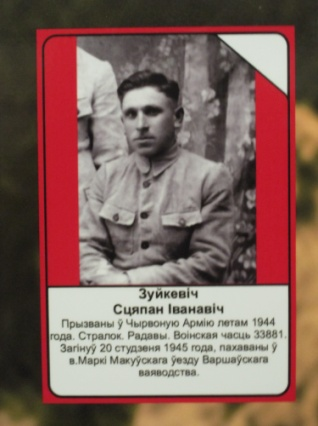 Зуйкевіч
Сцяпан Іванавіч
Прызваны ў Чырвоную Армію летам 1944
года. Стралок. Радавы. Воінская часць 33881.
Загінуў 20 студзеня 1945 года, пахаваны ў
в.Маркі Макуўскага ўезду Варшаўскага
ваяводства.